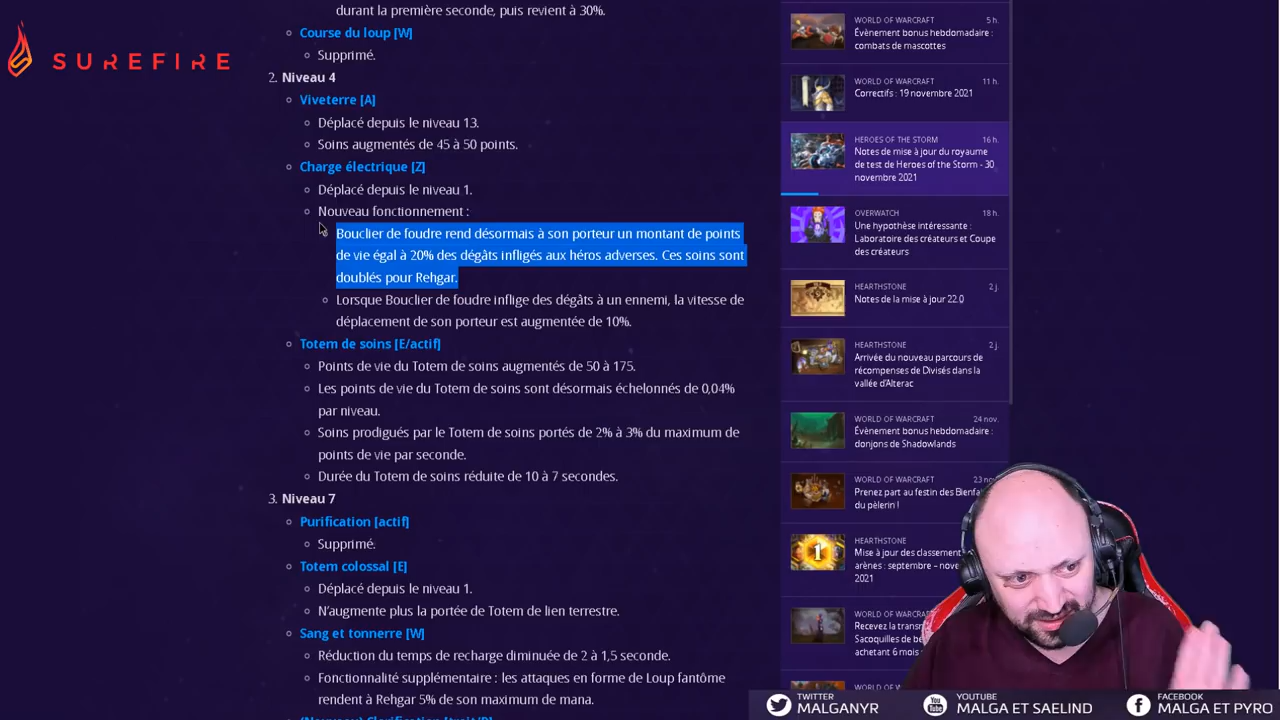 SUREFIRE
durant la première seconde, puis revient à 30%.
Course du loup [W]
Supprimé.
2. Niveau 4
Viveterre [A]
Déplacé depuis le niveau 13.
Soins augmentés de 45 à 50 points.
Charge électrique [Z]
Déplacé depuis le niveau 1.
Nouveau fonctionnement :
Bouclier de foudre rend désormais à son porteur un montant de points
de vie égal à 20% des dégâts infligés aux héros adverses. Ces soins sont
doublés pour Rehgar.
Lorsque Bouclier de foudre inflige des dégâts à un ennemi, la vitesse de
déplacement de son porteur est augmentée de 10%.
Totem de soins [E/actif]
Points de vie du Totem de soins augmentés de 50 à 175.
Les points de vie du Totem de soins sont désormais échelonnés de 0,04%
par niveau.
Soins prodigués par le Totem de soins portés de 2% à 3% du maximum de
points de vie par seconde.
Durée du Totem de soins réduite de 10 à 7 secondes.
3. Niveau 7
Purification [actif]
Supprimé.
Totem colossal [E]
Déplacé depuis le niveau 1.
N'augmente plus la portée de Totem de lien terrestre.
Sang et tonnerre [W]
Réduction du temps de recharge diminuée de 2 à 1,5 seconde.
Fonctionnalité supplémentaire : les attaques en forme de Loup fantôme
rendent à Rehgar 5% de son maximum de mana.
(Nouveau) Clarification [trait/D]
WORLD OF WARCRAFT 5 h.
Évènement bonus hebdomadaire :
combats de mascottes
WORLD OF WARCRAFT 11 h.
Correctifs : 19 novembre 2021
HEROES OF THE STORM 16 h.
Notes de mise à jour du royaume
de test de Heroes of the Storm - 30
novembre 2021
OVERWATCH 18 h.
Une hypothèse intéressante :
Laboratoire des créateurs et Coupe
des créateurs
HEARTHSTONE 2 j.
Notes de la mise à jour 22.0
HEARTHSTONE 2 j.
Arrivée du nouveau parcours de
récompenses de Divisés dans la
vallée d'Alterac
WORLD OF WARCRAFT 24 nov.
Évènement bonus hebdomadaire :
donjons de Shadowlands
WORLD OF WARCRAFT 23 nov.
Prenez part au festin des
du pèlerin !
HEARTHSTONE
1
Mise à jour des classement
arènes : septembre –
2021
WORLD OF WARCR
Recevez la
Sacoquilles de
achetant 6 mois
WORLD OF WARCRAFT
TWITTER
MALGANYR
You Tube
YOUTUBE
MALGA ET SAELIND
FACEBOOK
MALGA ET PYRO